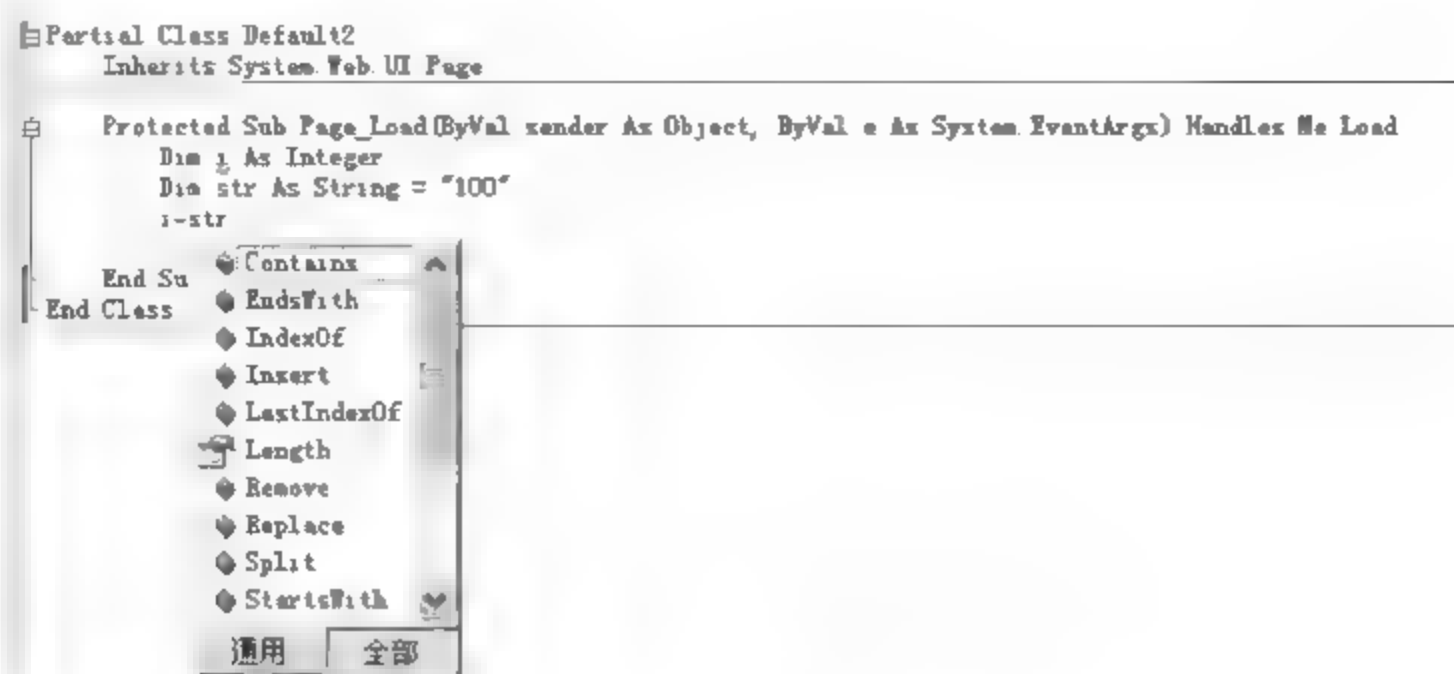 Partial Class Default2
Inherits System.Web.UI.Page
Protected Sub Page_Load(ByVal sender As Object, ByVal e As System.EventArgs) Handles Me.Load
Dim i As Integer
Dim str As String = "100"
i=str
End Su
End Class
Contains
EndsWith
IndexOf
Insert
LastIndexOf
Length
Remove
Replace
Split
StartsWith
通用 全部